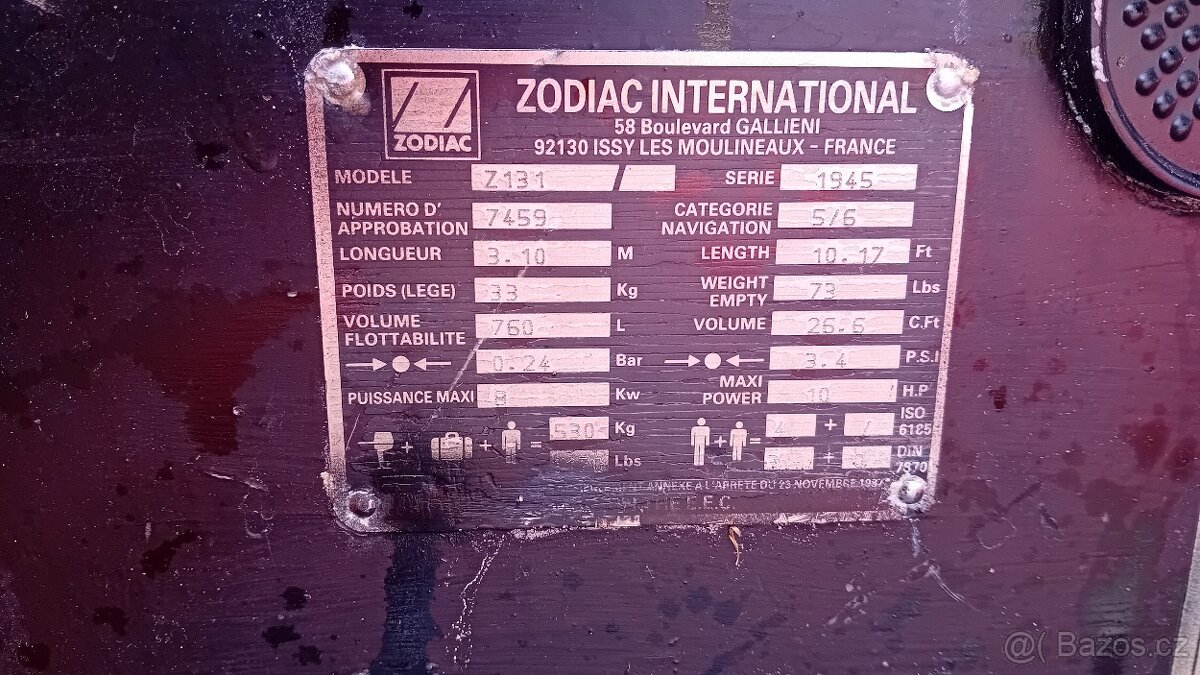 ZODIAC
ZODIAC INTERNATIONAL
58 Boulevard GALLIENI
92130 ISSY LES MOULINEAUX - FRANCE
MODELE Z131 / SERIE 1945
NUMERO D' APPROBATION 7459 CATEGORIE NAVIGATION 5/6
LONGUEUR 3.10 M LENGTH 10.17 Ft
POIDS (LEGE) 33 Kg WEIGHT EMPTY 73 Lbs
VOLUME FLOTTABILITE 760 L VOLUME 26.6 C.Ft
0.24 Bar 3.4 P.S.I
PUISSANCE MAXI 8 Kw MAXI POWER 10 H.P
+ + = 530 Kg + = 4 + / ISO 6185
Lbs + DIN 7870
ANNEXE A L'ARRETE DU 23 NOVEMBRE 1987
E.E.C.
@( Bazos.cz